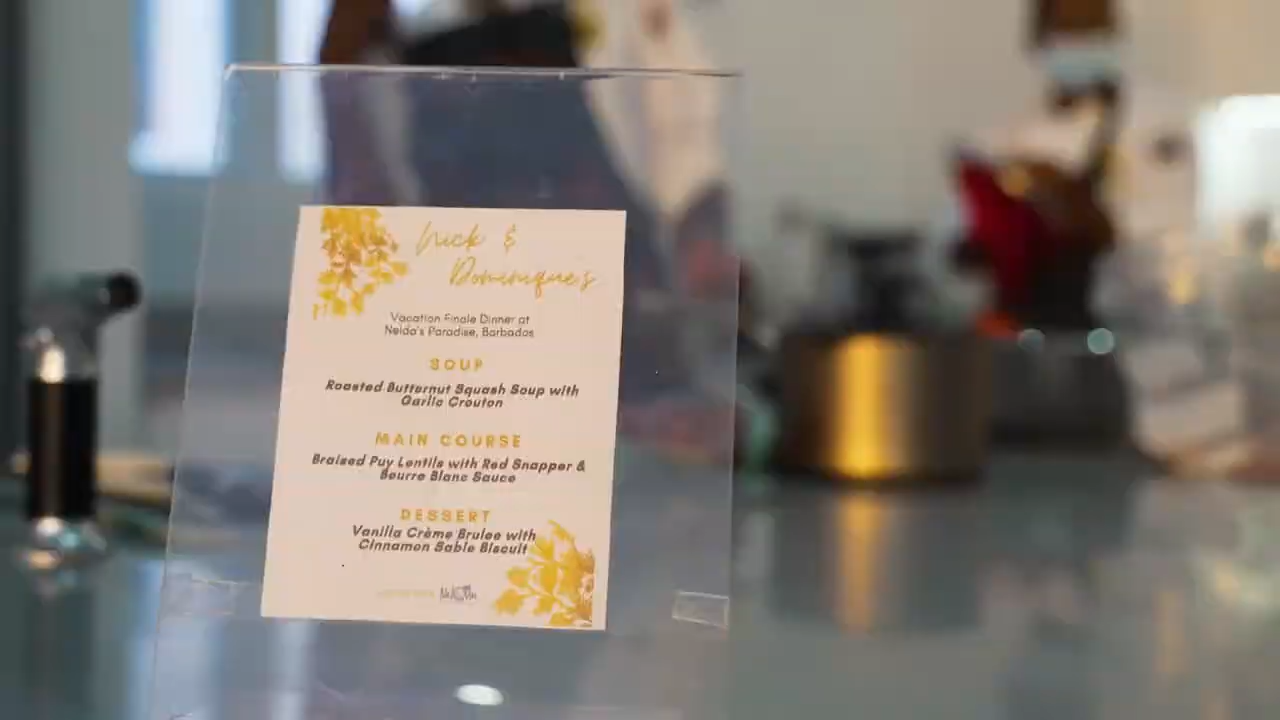 Nick &
Dominique's
Vacation Finale Dinner at
Nelda's Paradise, Barbados
SOUP
Roasted Butternut Squash Soup with
Garlic Crouton
MAIN COURSE
Braised Puy Lentils with Red Snapper &
Beurre Blanc Sauce
DESSERT
Vanilla Crème Brulee with
Cinnamon Sable Biscuit